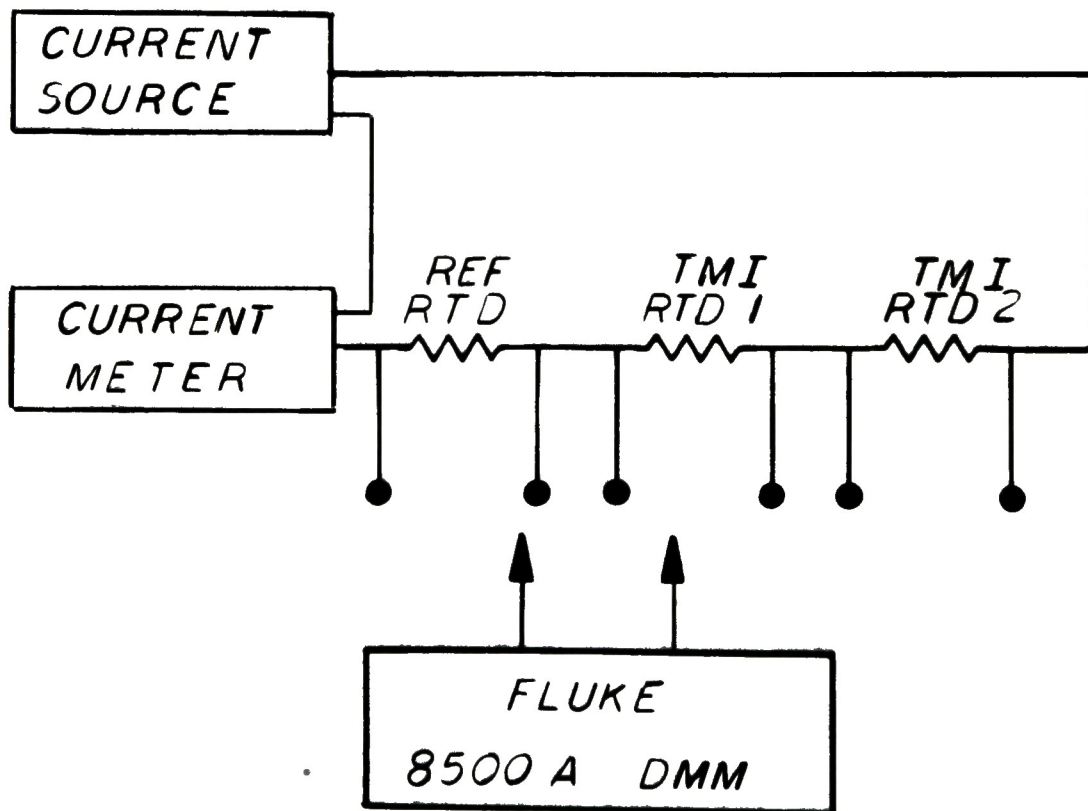 CURRENT
SOURCE
CURRENT
METER
REF
RTD
TMI
RTD 1
TMI
RTD 2
FLUKE
8500 A DMM